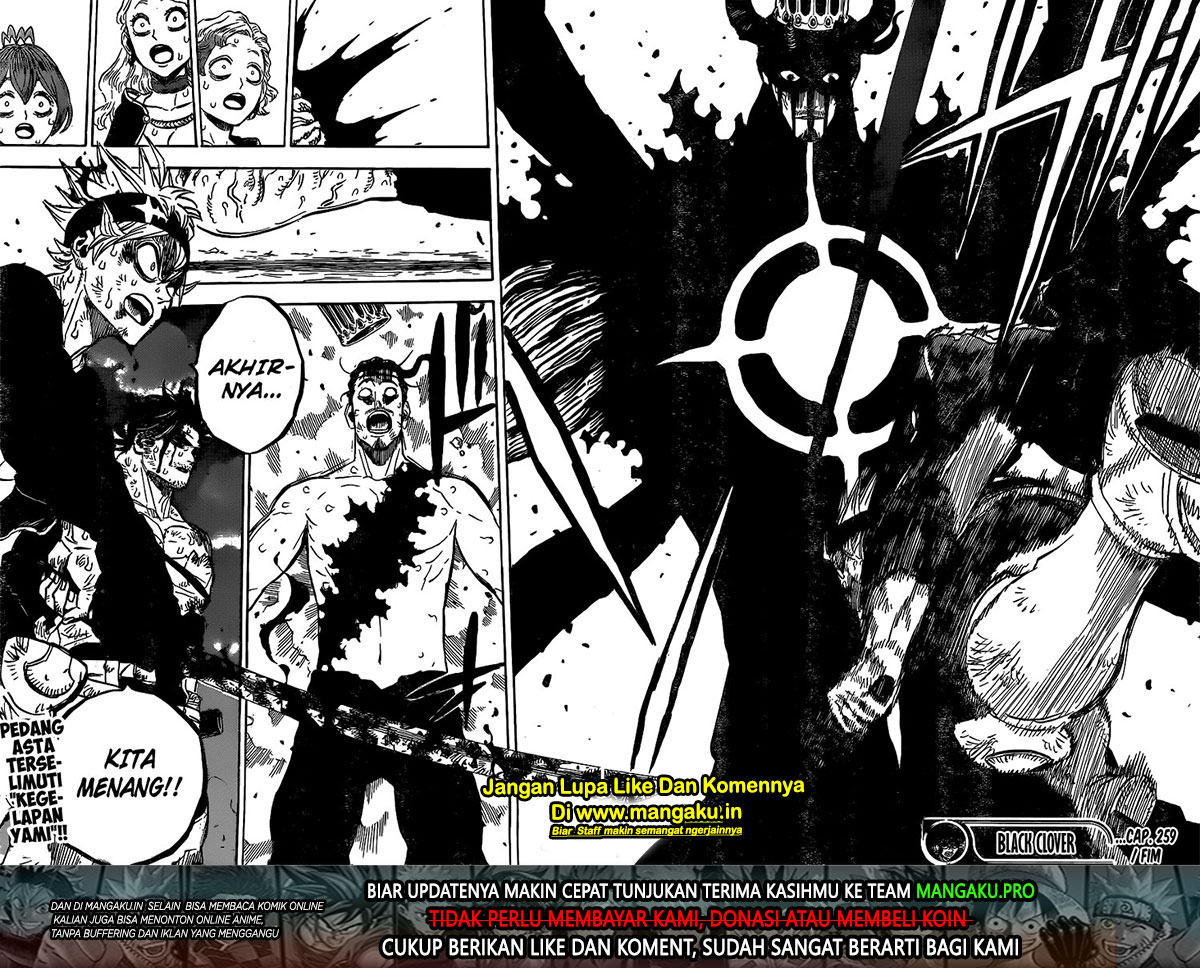 AKHIR-
NYA...
PEDANG
ASTA
TERSE-
LIMUTI
"KEGE-
LAPAN
YAMI"!!
KITA
MENANG!!
Jangan Lupa Like Dan Komennya
Di www.mangaku.in
Biar Staff makin semangat ngerjainnya
BLACK CLOVER
...CAP. 259
/ FIM
DAN DI MANGAKU.IN SELAIN BISA MEMBACA KOMIK ONLINE
KALIAN JUGA BISA MENONTON ONLINE ANIME,
TANPA BUFFERING DAN IKLAN YANG MENGGANGU
BIAR UPDATENYA MAKIN CEPAT TUNJUKAN TERIMA KASIHMU KE TEAM MANGAKU.PRO
TIDAK PERLU MEMBAYAR KAMI, DONASI ATAU MEMBELI KOIN
CUKUP BERIKAN LIKE DAN KOMENT, SUDAH SANGAT BERARTI BAGI KAMI